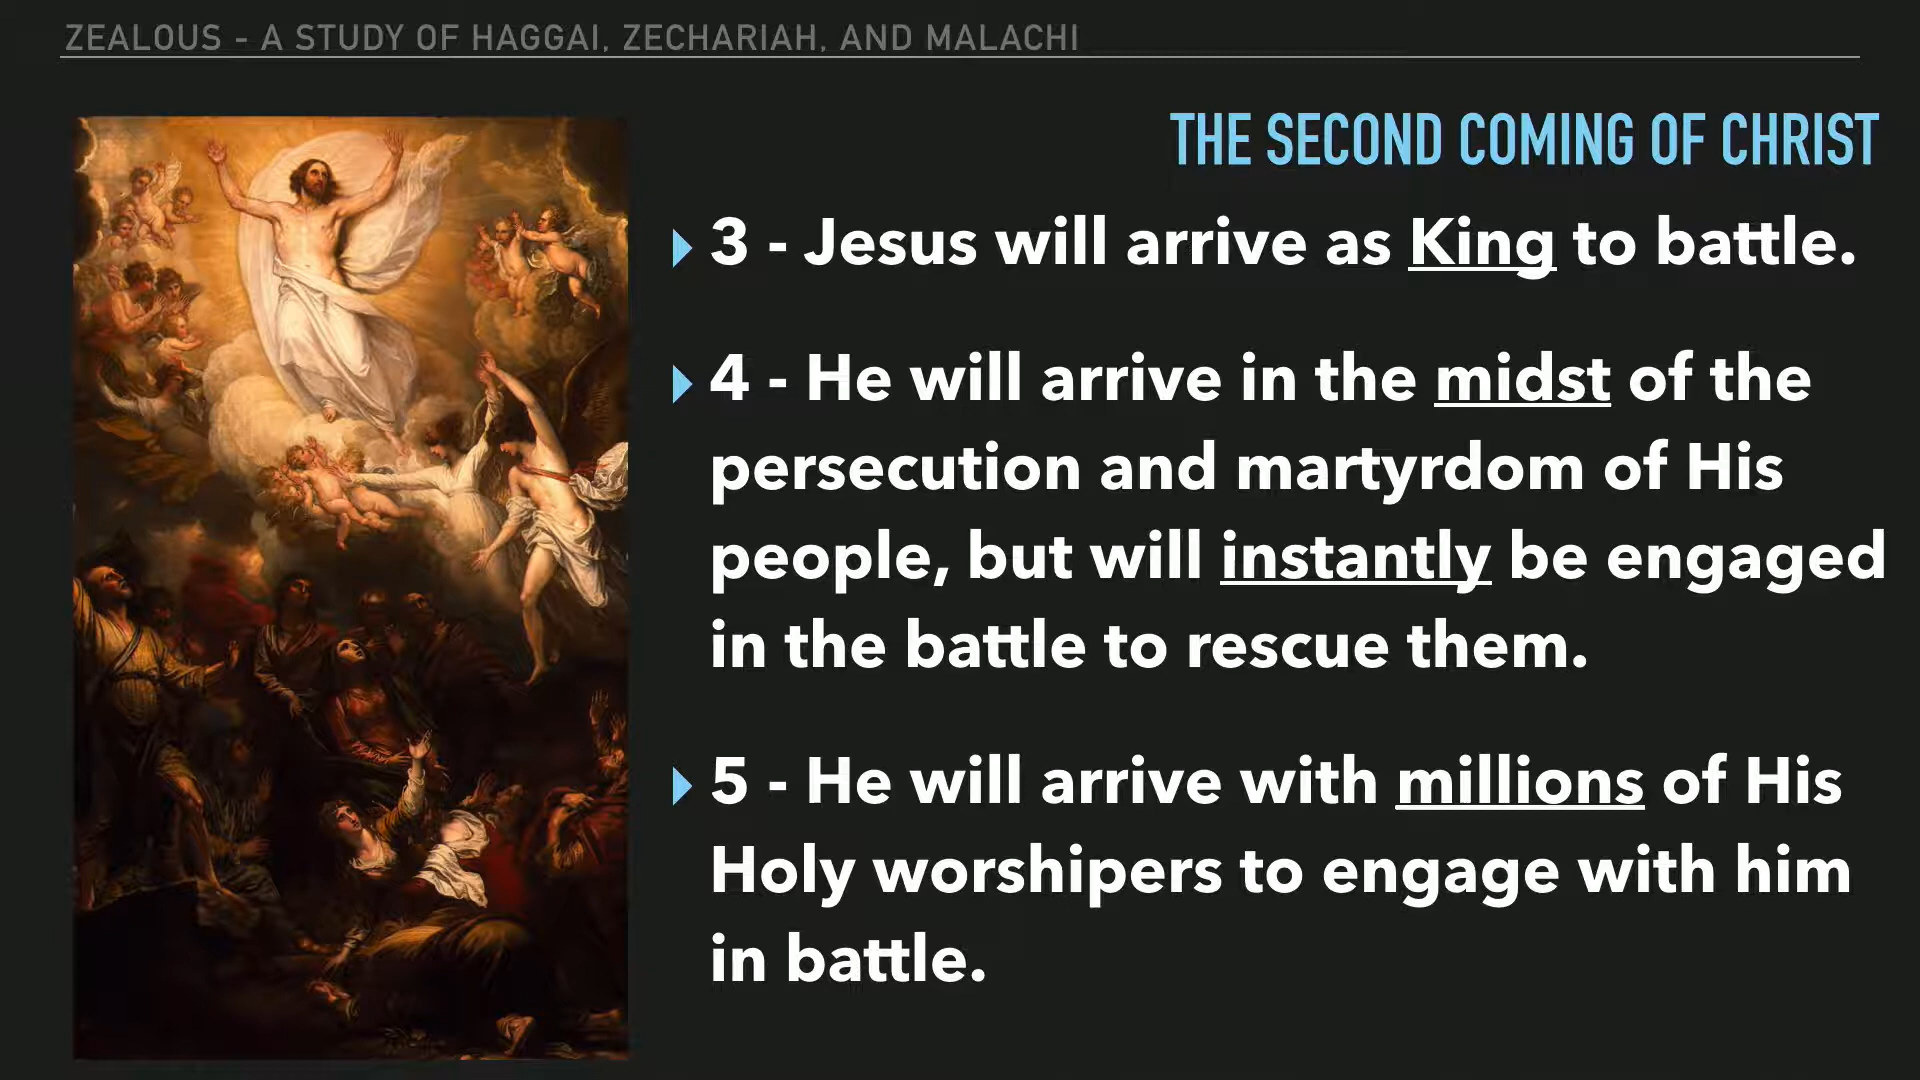 ZEALOUS - A STUDY OF HAGGAI, ZECHARIAH, AND MALACHI
THE SECOND COMING OF CHRIST
3 - Jesus will arrive as King to battle.
4 - He will arrive in the midst of the
persecution and martyrdom of His
people, but will instantly be engaged
in the battle to rescue them.
5 - He will arrive with millions of His
Holy worshipers to engage with him
in battle.